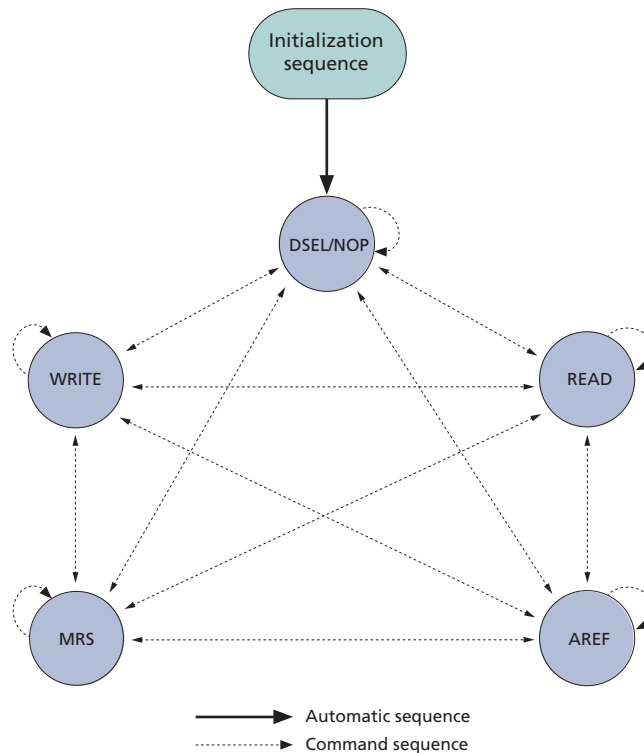 Initialization
sequence
DSEL/NOP
WRITE
READ
MRS
AREF
Automatic sequence
Command sequence